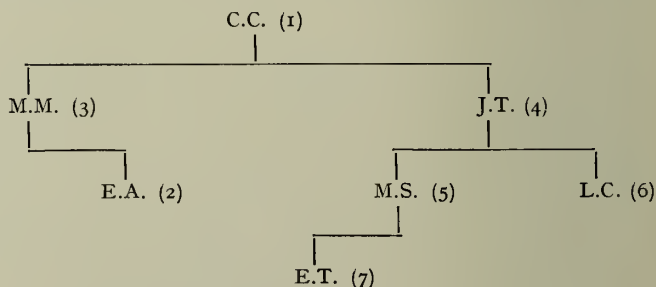 C.C. (1)
M.M. (3) J.T. (4)
E.A. (2) M.S. (5) L.C. (6)
E.T. (7)